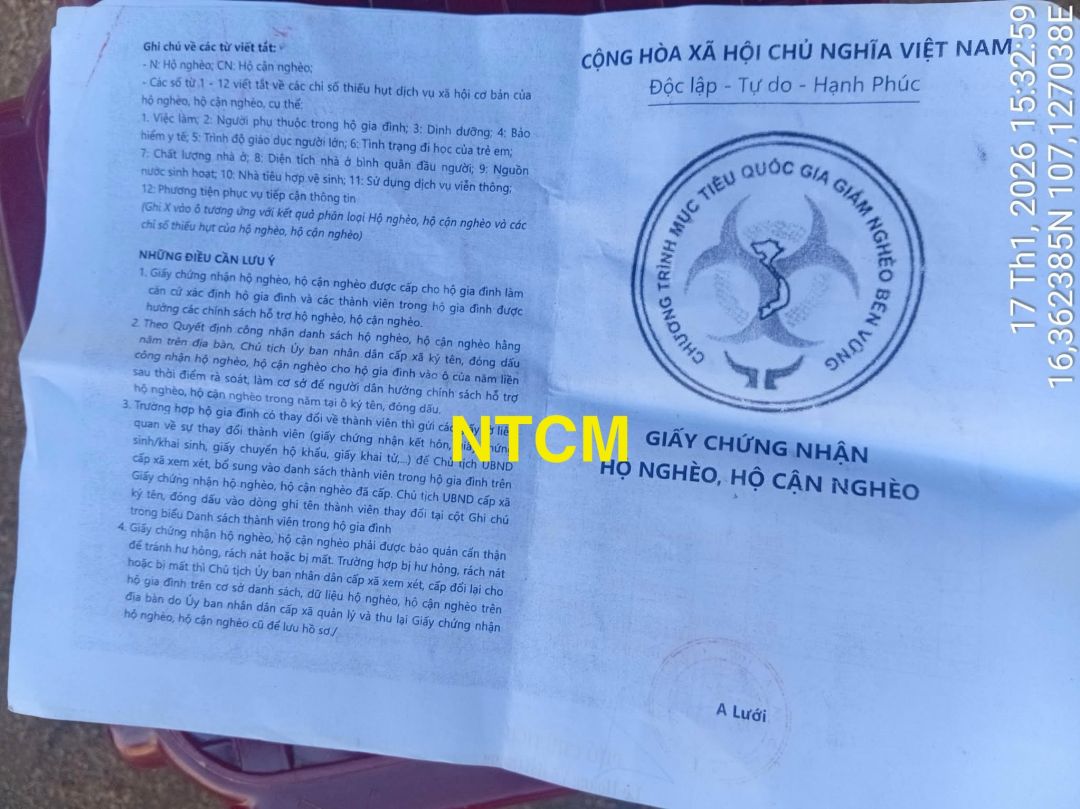 Ghi chú về các từ viết tắt:
- N: Hộ nghèo; CN: Hộ cận nghèo;
- Các số từ 1 - 12 viết tắt về các chỉ số thiếu hụt dịch vụ xã hội cơ bản của
hộ nghèo, hộ cận nghèo, cụ thể:
1. Việc làm; 2: Người phụ thuộc trong hộ gia đình; 3: Dinh dưỡng; 4: Bảo
hiểm y tế; 5: Trình độ giáo dục người lớn; 6: Tình trạng đi học của trẻ em;
7: Chất lượng nhà ở; 8: Diện tích nhà ở bình quân đầu người; 9: Nguồn
nước sinh hoạt; 10: Nhà tiêu hợp vệ sinh; 11: Sử dụng dịch vụ viễn thông;
12: Phương tiện phục vụ tiếp cận thông tin
(Ghi X vào ô tương ứng với kết quả phân loại Hộ nghèo, hộ cận nghèo và các
chỉ số thiếu hụt của hộ nghèo, hộ cận nghèo)
NHỮNG ĐIỀU CẦN LƯU Ý
1. Giấy chứng nhận hộ nghèo, hộ cận nghèo được cấp cho hộ gia đình làm
căn cứ xác định hộ gia đình và các thành viên trong hộ gia đình được
hưởng các chính sách hỗ trợ hộ nghèo, hộ cận nghèo.
2. Theo Quyết định công nhận danh sách hộ nghèo, hộ cận nghèo hằng
năm trên địa bàn, Chủ tịch Ủy ban nhân dân cấp xã ký tên, đóng dấu
công nhận hộ nghèo, hộ cận nghèo cho hộ gia đình vào ô của năm liền
sau thời điểm rà soát, làm cơ sở để người dân hưởng chính sách hỗ trợ
hộ nghèo, hộ cận nghèo trong năm tại ô ký tên, đóng dấu.
3. Trường hợp hộ gia đình có thay đổi về thành viên thì gửi các
quan về sự thay đổi thành viên (giấy chứng nhận kết hôn,
sinh/khai sinh, giấy chuyển hộ khẩu, giấy khai tử,...) để Chủ tịch UBND
cấp xã xem xét, bổ sung vào danh sách thành viên trong hộ gia đình trên
Giấy chứng nhận hộ nghèo, hộ cận nghèo đã cấp. Chủ tịch UBND cấp xã
ký tên, đóng dấu vào dòng ghi tên thành viên thay đổi tại cột Ghi chú
trong biểu Danh sách thành viên trong hộ gia đình
4. Giấy chứng nhận hộ nghèo, hộ cận nghèo phải được bảo quản cẩn thận
để tránh hư hỏng, rách nát hoặc bị mất. Trường hợp bị hư hỏng, rách nát
hoặc bị mất thì Chủ tịch Ủy ban nhân dân cấp xã xem xét, cấp đổi lại cho
hộ gia đình trên cơ sở danh sách, dữ liệu hộ nghèo, hộ cận nghèo trên
địa bàn do Ủy ban nhân dân cấp xã quản lý và thu lại Giấy chứng nhận
hộ nghèo, hộ cận nghèo cũ để lưu hồ sơ./
CỘNG HÒA XÃ HỘI CHỦ NGHĨA VIỆT NAM
Độc lập - Tự do - Hạnh Phúc
CHƯƠNG TRÌNH MỤC TIÊU QUỐC GIA GIẢM NGHÈO BỀN VỮNG
GIẤY CHỨNG NHẬN
HỘ NGHÈO, HỘ CẬN NGHÈO
A Lưới
NTCM
17 Th1, 2026 15:32:59
16,362385N 107,127038E